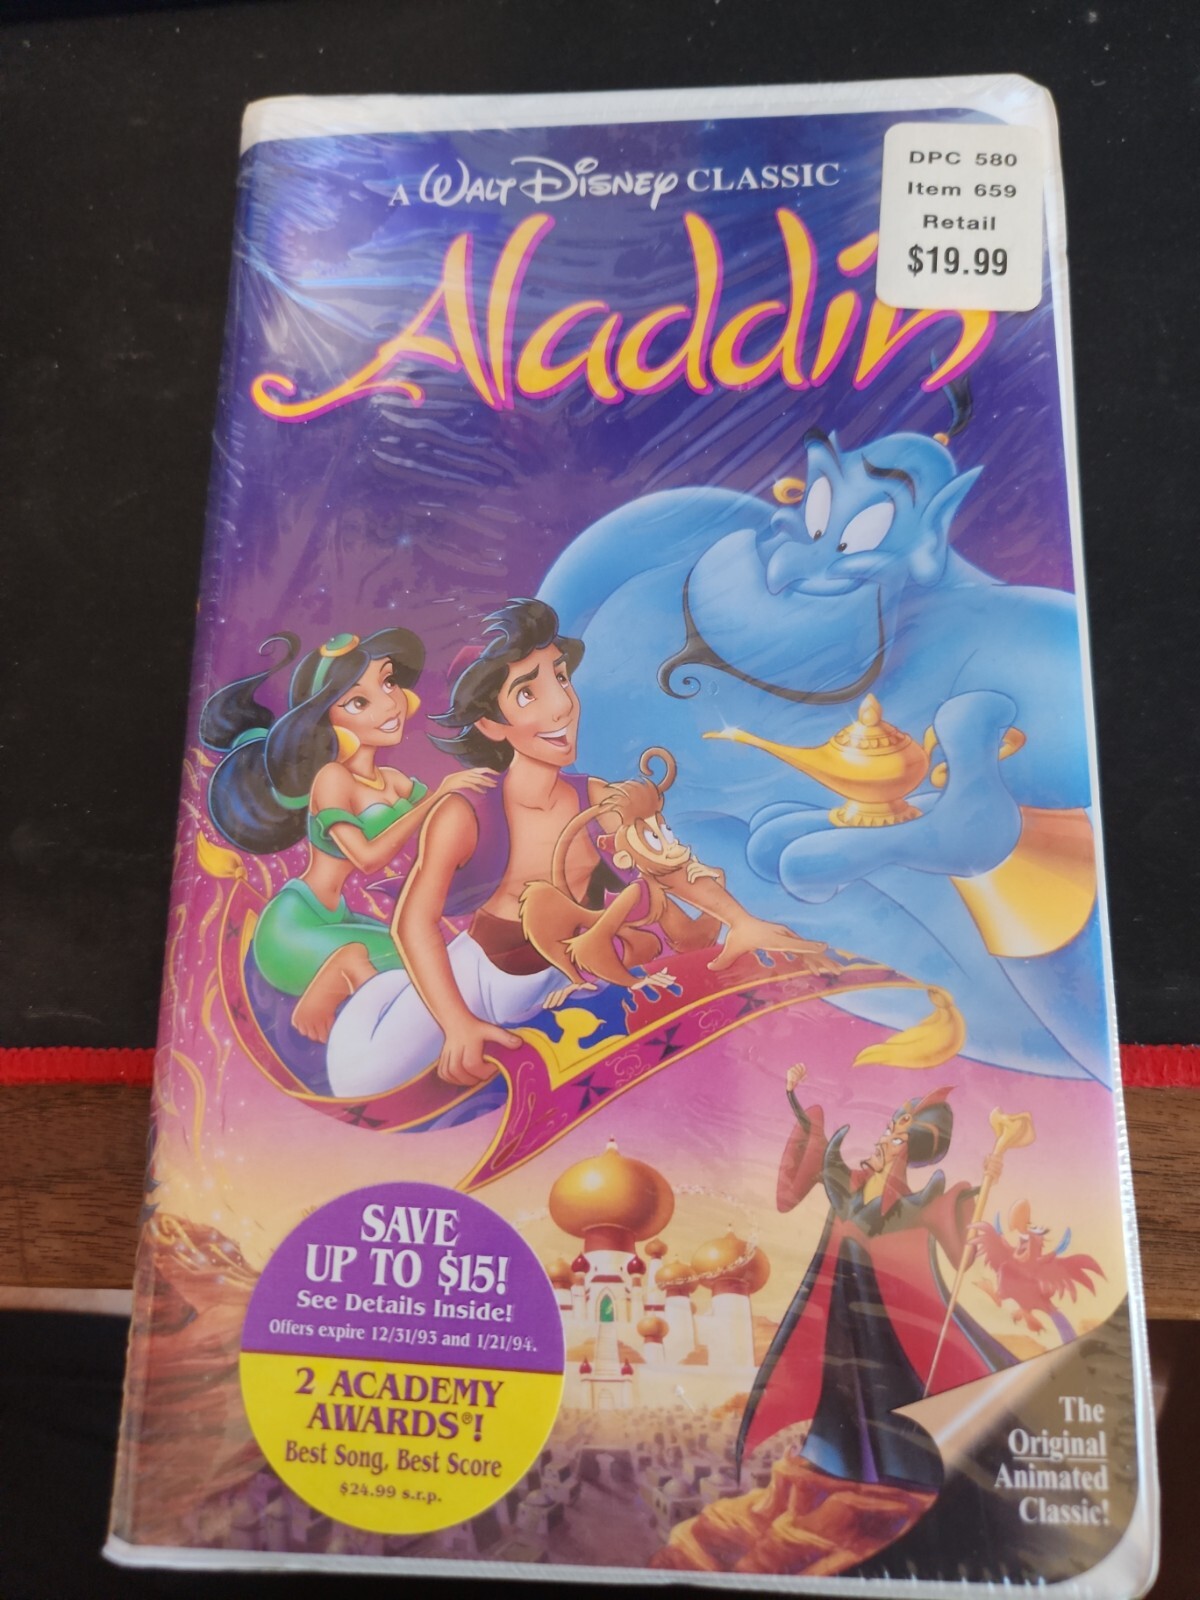 A WALT DISNEY CLASSIC
Aladdin
DPC 580
Item 659
Retail
$19.99
SAVE
UP TO $15!
See Details Inside!
Offers expire 12/31/93 and 1/21/94.
2 ACADEMY
AWARDS®!
Best Song, Best Score
$24.99 s.r.p.
The
Original
Animated
Classic!